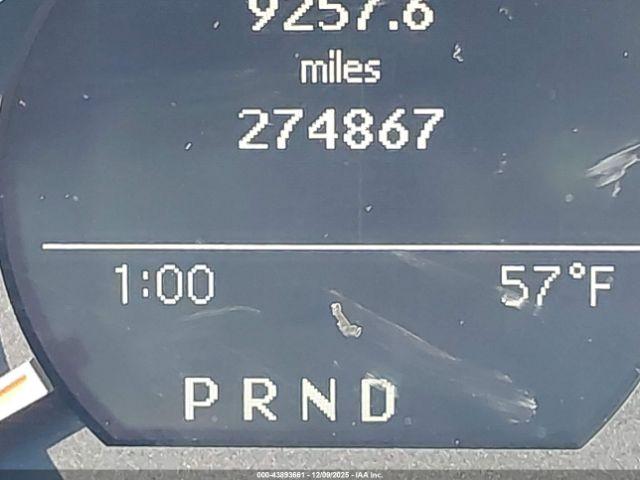 9257.6
miles
274867
1:00 57°F
P R N D
000-43893661 - 12/09/2025 - IAA Inc.